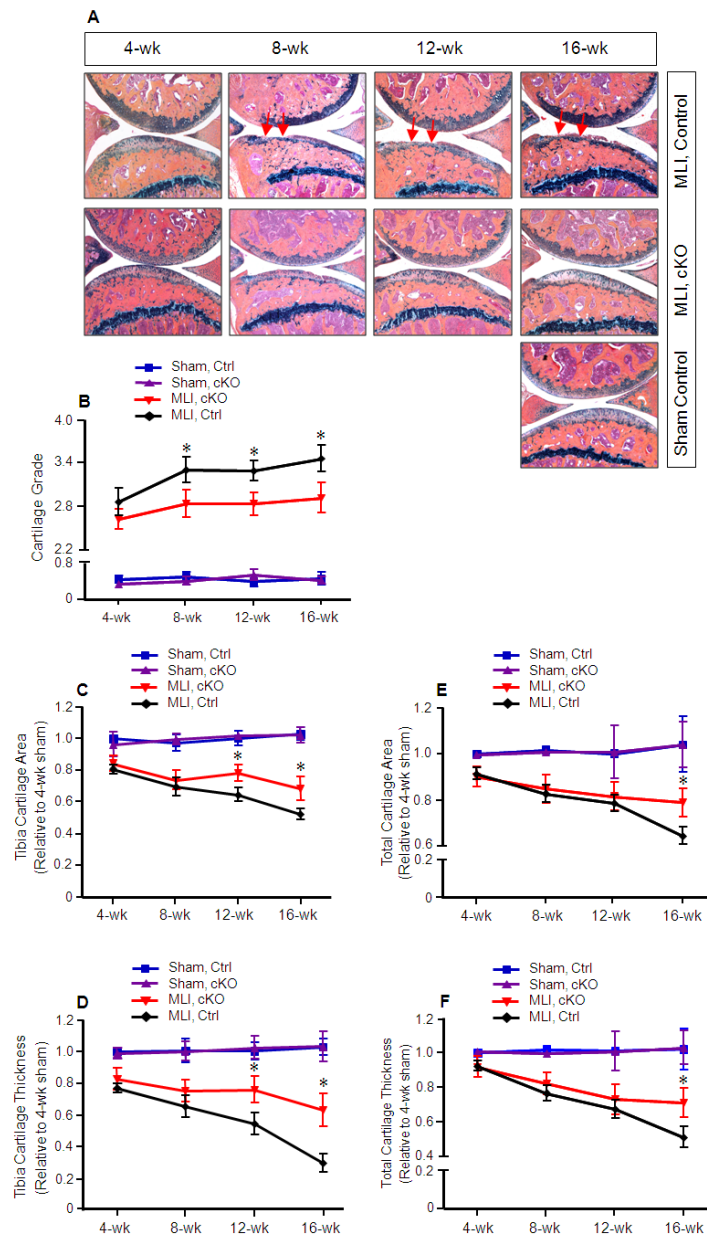 A
4-wk 8-wk 12-wk 16-wk
MLI, Control
MLI, cKO
Sham Control
B
Sham, Ctrl
Sham, cKO
MLI, cKO
MLI, Ctrl
Cartilage Grade
4.0
3.4
2.8
2.2
0.8
0
* * *
4-wk 8-wk 12-wk 16-wk
C
Sham, Ctrl
Sham, cKO
MLI, cKO
MLI, Ctrl
Tibia Cartilage Area
(Relative to 4-wk sham)
1.2
1.0
0.8
0.6
0.4
0.2
0
* *
4-wk 8-wk 12-wk 16-wk
E
Sham, Ctrl
Sham, cKO
MLI, cKO
MLI, Ctrl
Total Cartilage Area
(Relative to 4-wk sham)
1.2
1.0
0.8
0.6
0.2
0
*
4-wk 8-wk 12-wk 16-wk
D
Sham, Ctrl
Sham, cKO
MLI, cKO
MLI, Ctrl
Tibia Cartilage Thickness
(Relative to 4-wk sham)
1.2
1.0
0.8
0.6
0.4
0.2
0
* *
4-wk 8-wk 12-wk 16-wk
F
Sham, Ctrl
Sham, cKO
MLI, cKO
MLI, Ctrl
Total Cartilage Thickness
(Relative to 4-wk sham)
1.2
1.0
0.8
0.6
0.4
0.2
0
*
4-wk 8-wk 12-wk 16-wk